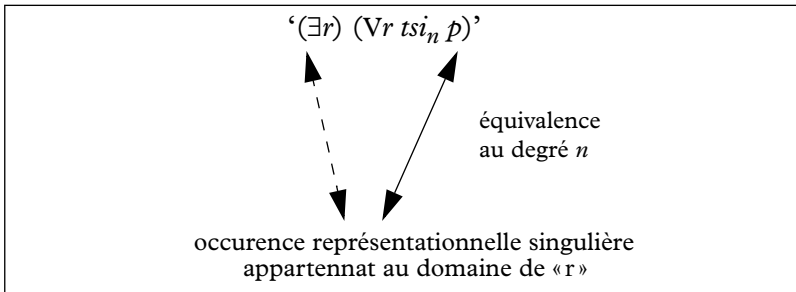 ‘(∃r) (Vr tsiₙ p)’
équivalence
au degré n
occurence représentationnelle singulière
appartennat au domaine de «r»